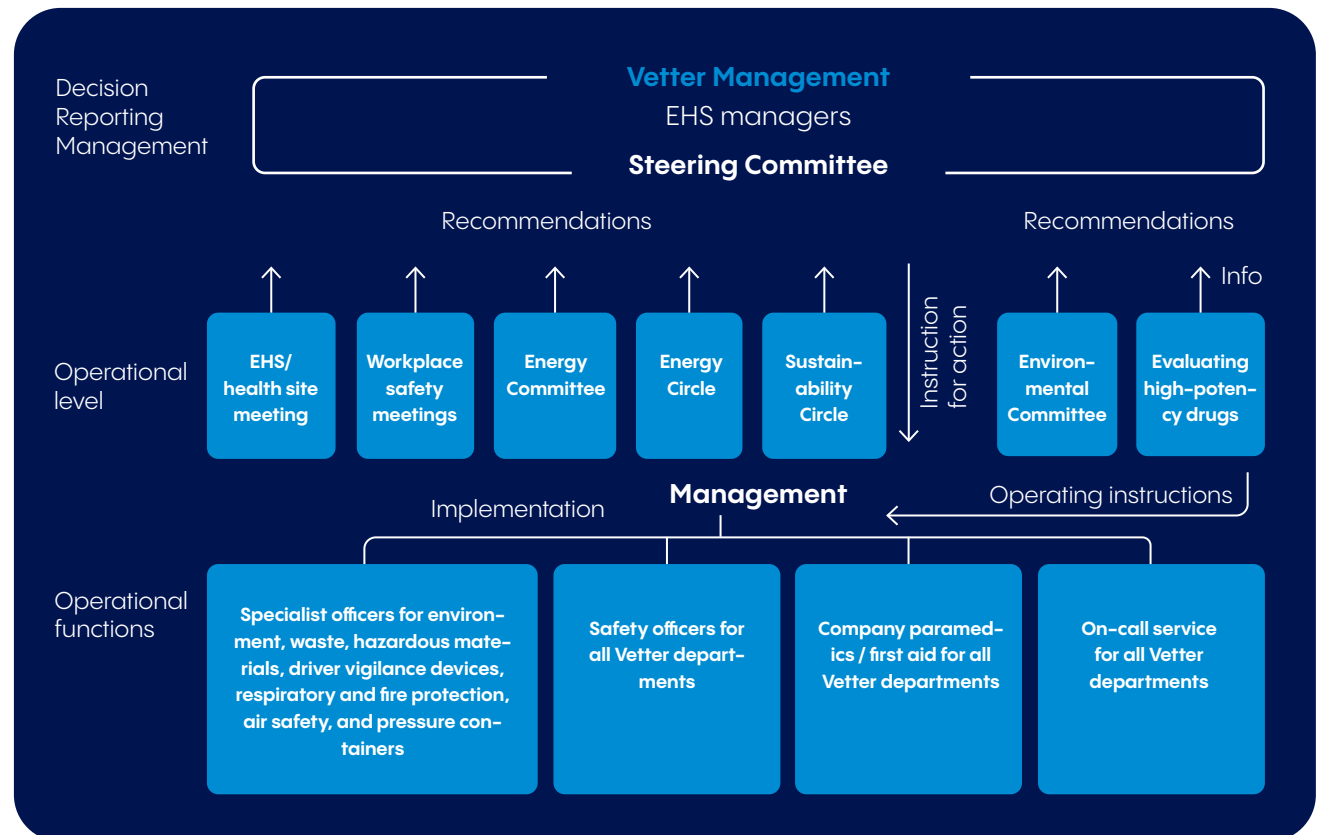 Decision
Reporting
Management
Vetter Management
EHS managers
Steering Committee
Recommendations
Recommendations
Info
Operational
level
EHS/
health site
meeting
Workplace
safety
meetings
Energy
Committee
Energy
Circle
Sustain-
ability
Circle
Instruction
for action
Environ-
mental
Committee
Evaluating
high-poten-
cy drugs
Implementation
Management
Operating instructions
Operational
functions
Specialist officers for environ-
ment, waste, hazardous mate-
rials, driver vigilance devices,
respiratory and fire protection,
air safety, and pressure con-
tainers
Safety officers for
all Vetter depart-
ments
Company paramed-
ics / first aid for all
Vetter departments
On-call service
for all Vetter
departments